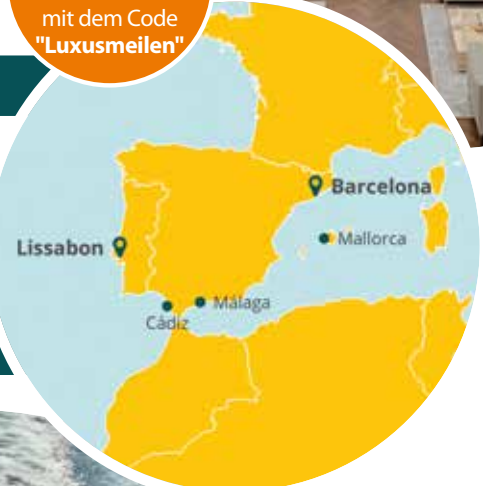 mit dem Code
"Luxusmeilen"
Barcelona
Mallorca
Lissabon
Málaga
Cádiz